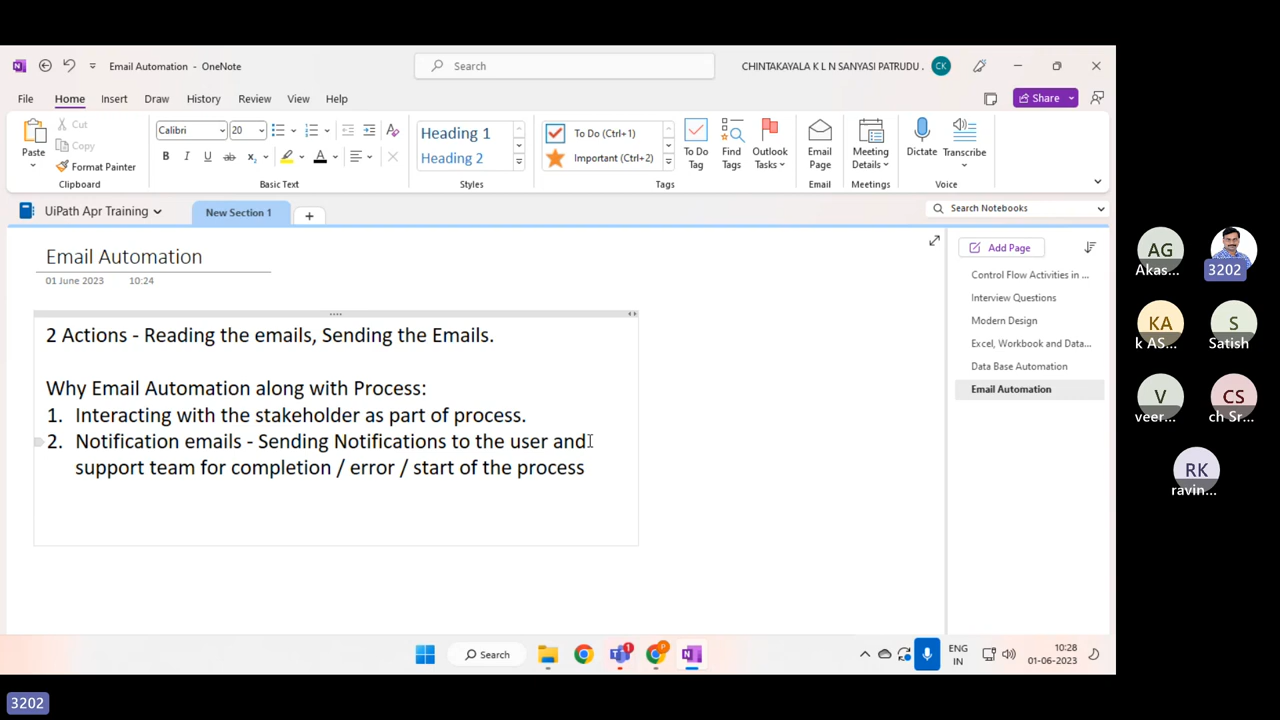 Email Automation - OneNote
Search
CHINTAKAYALA K L N SANYASI PATRUDU .
CK
File Home Insert Draw History Review View Help
Share
Paste
Cut
Copy
Format Painter
Clipboard
Calibri 20
B I U ab x A
Basic Text
Heading 1
Heading 2
Styles
To Do (Ctrl+1)
Important (Ctrl+2)
To Do Tag
Find Tags
Outlook Tasks
Tags
Email Page
Email
Meeting Details
Meetings
Dictate
Transcribe
Voice
UiPath Apr Training
New Section 1
Search Notebooks
Email Automation
01 June 2023 10:24
2 Actions - Reading the emails, Sending the Emails.
Why Email Automation along with Process:
1. Interacting with the stakeholder as part of process.
2. Notification emails - Sending Notifications to the user and
support team for completion / error / start of the process
Add Page
Control Flow Activities in ...
Interview Questions
Modern Design
Excel, Workbook and Data...
Data Base Automation
Email Automation
AG
Akas...
3202
KA
k AS...
S
Satish
V
veer...
CS
ch Sr...
RK
ravin...
Search
1
P
ENG
IN
10:28
01-06-2023
3202